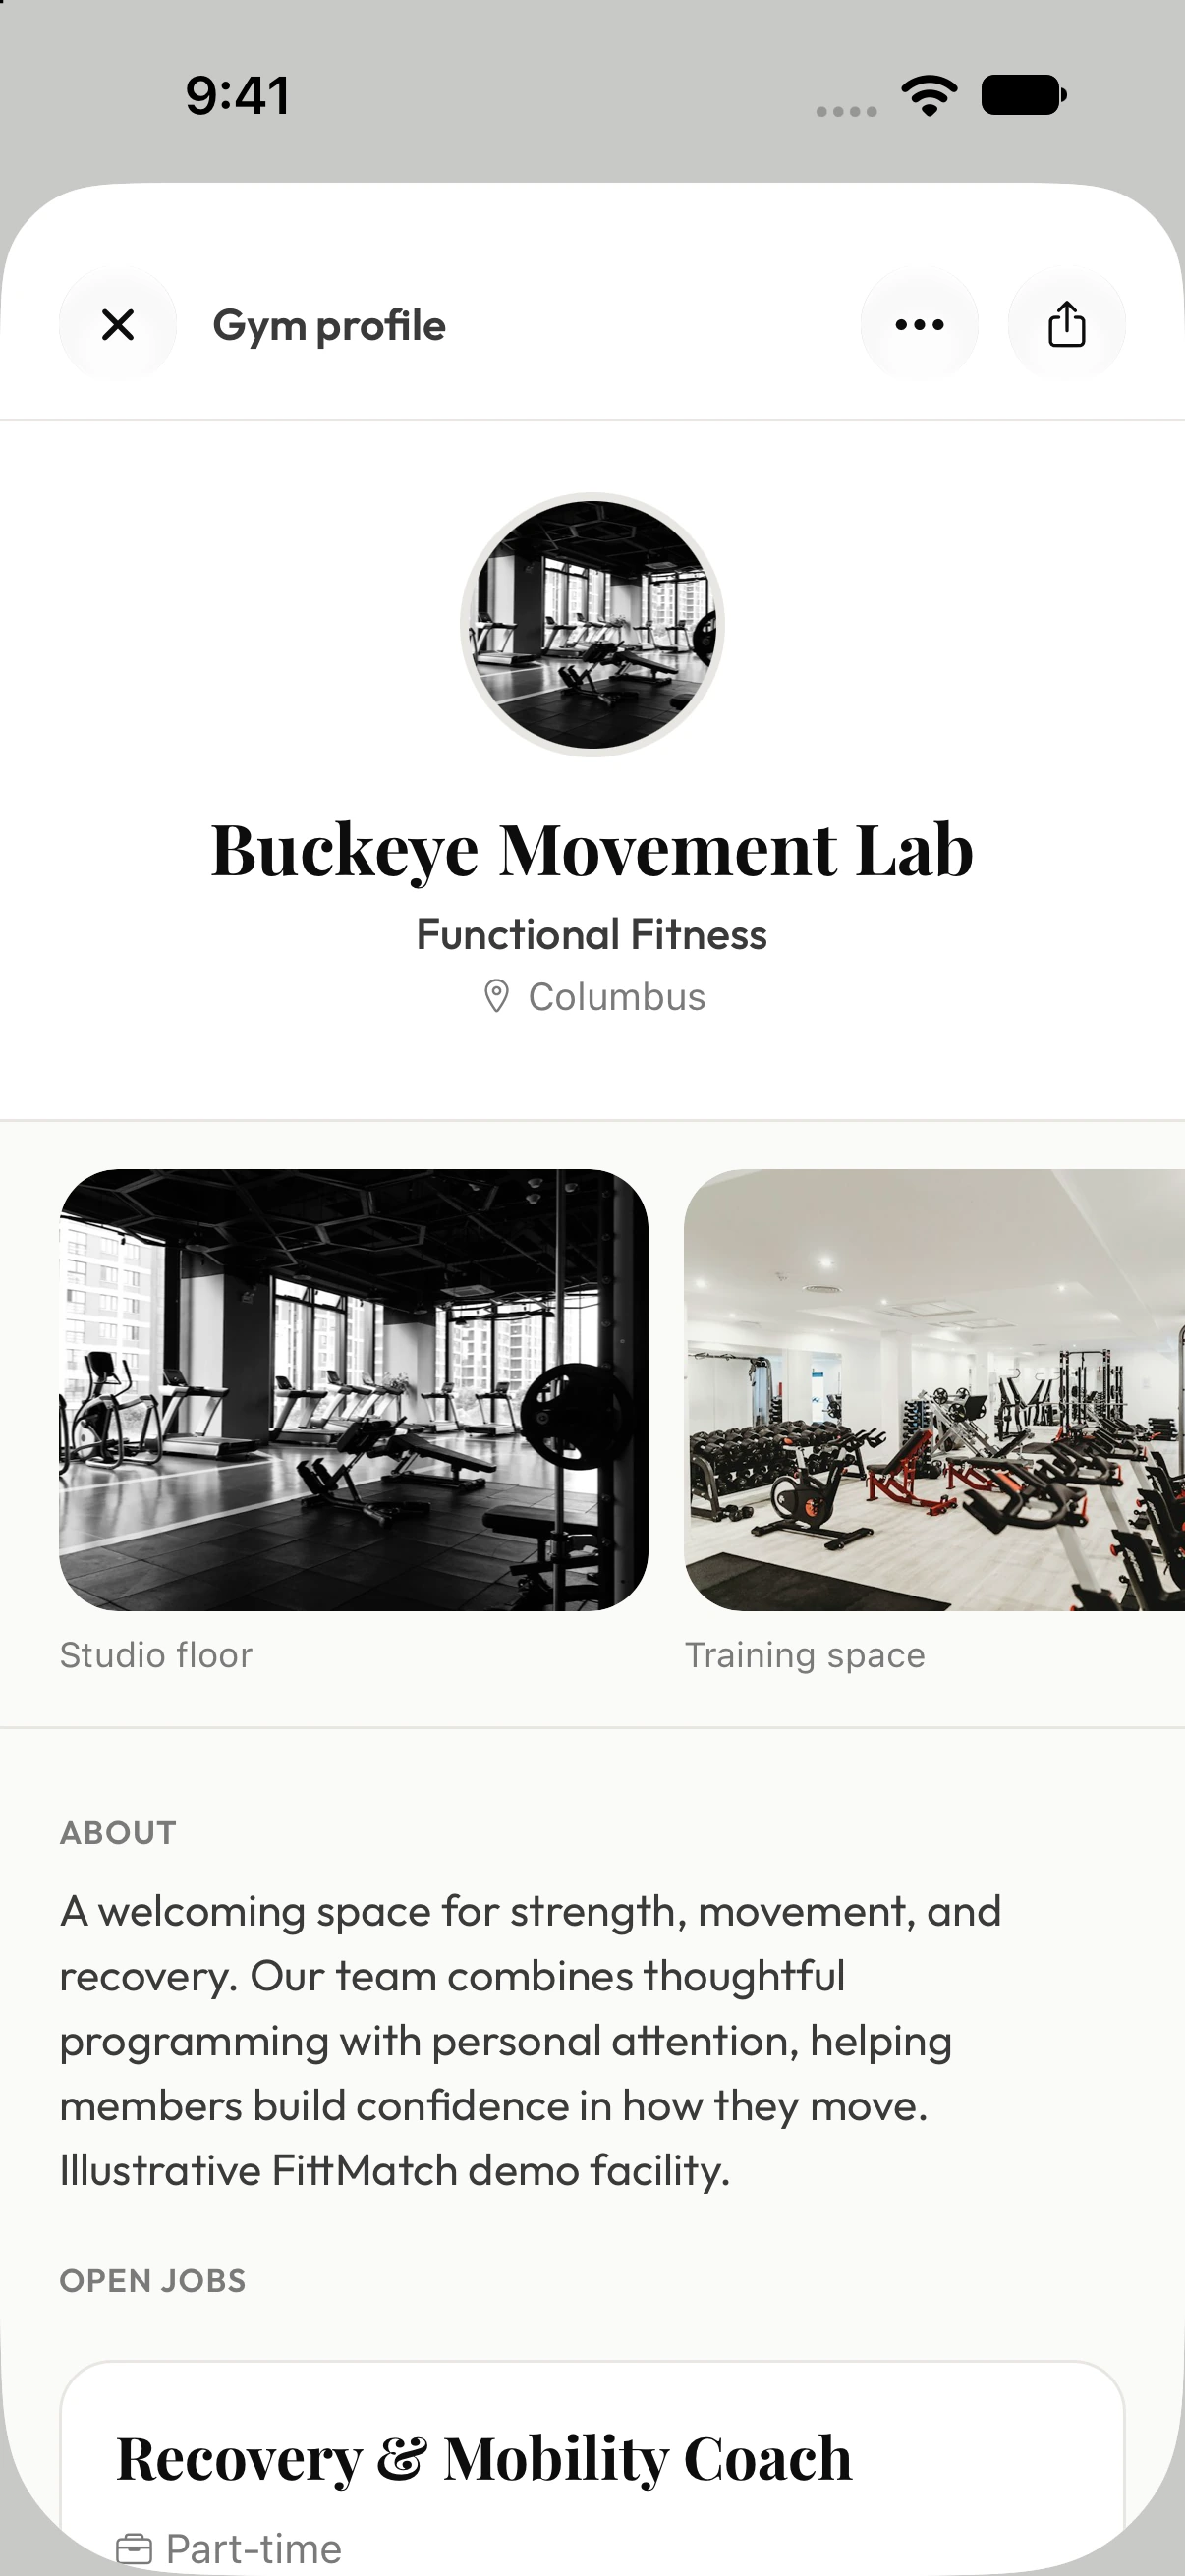 9:41
Gym profile
Buckeye Movement Lab
Functional Fitness
Columbus
Studio floor
Training space
ABOUT
A welcoming space for strength, movement, and
recovery. Our team combines thoughtful
programming with personal attention, helping
members build confidence in how they move.
Illustrative FittMatch demo facility.
OPEN JOBS
Recovery & Mobility Coach
Part-time